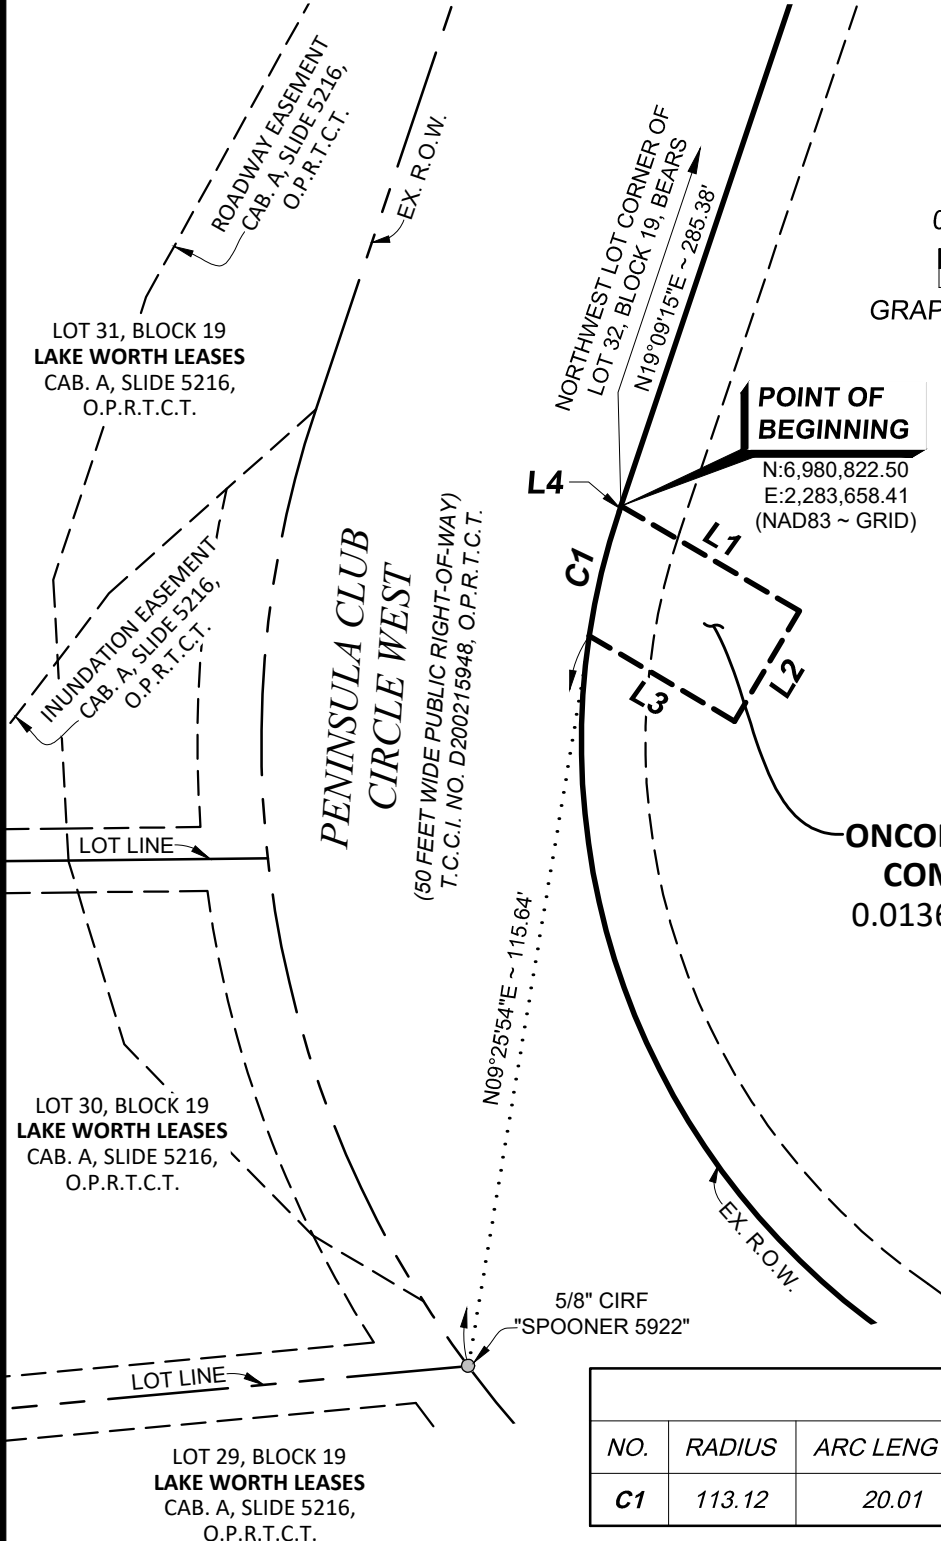 ROADWAY EASEMENT
CAB. A, SLIDE 5216,
O.P.R.T.C.T.
EX. R.O.W.
NORTHWEST LOT CORNER OF
LOT 32, BLOCK 19, BEARS
N19°09'15"E ~ 285.38'
GRAP
LOT 31, BLOCK 19
LAKE WORTH LEASES
CAB. A, SLIDE 5216,
O.P.R.T.C.T.
POINT OF
BEGINNING
N:6,980,822.50
E:2,283,658.41
(NAD83 ~ GRID)
L4
L1
C1
L2
L3
INUNDATION EASEMENT
CAB. A, SLIDE 5216,
O.P.R.T.C.T.
PENINSULA CLUB
CIRCLE WEST
(50 FEET WIDE PUBLIC RIGHT-OF-WAY)
T.C.C.I. NO. D200215948, O.P.R.T.C.T.
LOT LINE
ONCO
COM
0.0136
N09°25'54"E ~ 115.64'
LOT 30, BLOCK 19
LAKE WORTH LEASES
CAB. A, SLIDE 5216,
O.P.R.T.C.T.
EX. R.O.W.
5/8" CIRF
"SPOONER 5922"
LOT LINE
LOT 29, BLOCK 19
LAKE WORTH LEASES
CAB. A, SLIDE 5216,
O.P.R.T.C.T.
NO. RADIUS ARC LENG
C1 113.12 20.01